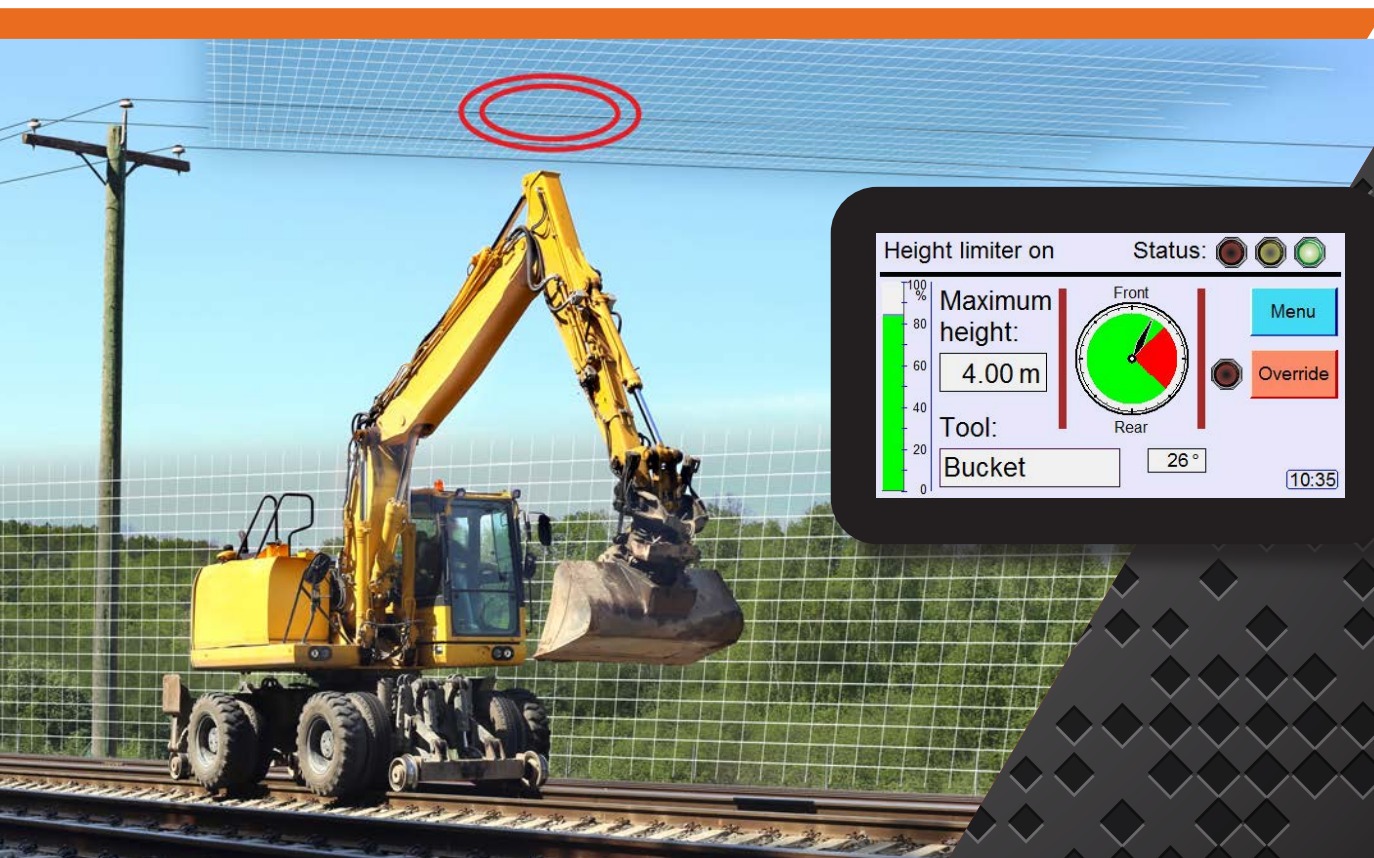 Height limiter on
Status:
100
%
80
60
40
20
0
Maximum
height:
4.00 m
Tool:
Bucket
Front
Rear
26°
Menu
Override
10:35